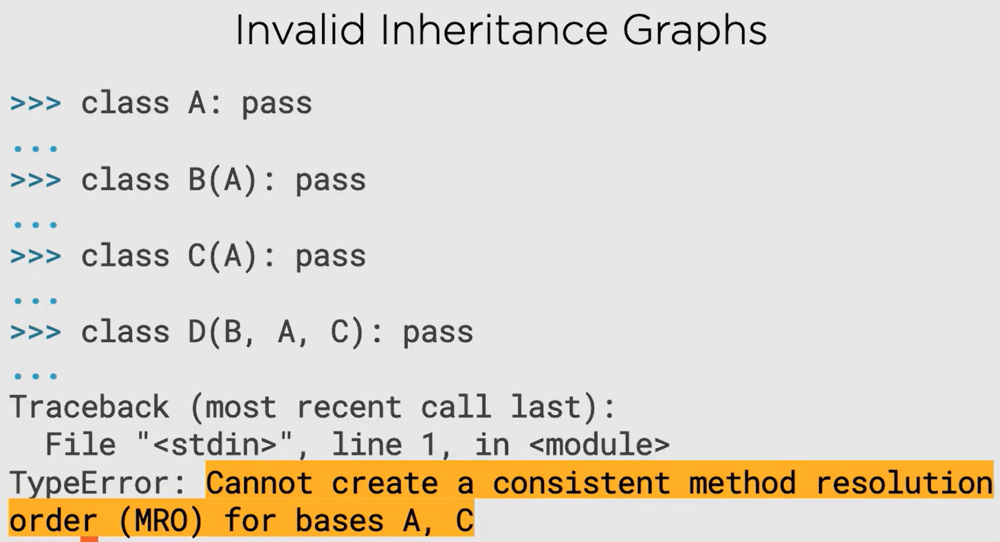 Invalid Inheritance Graphs
>>> class A: pass
...
>>> class B(A): pass
...
>>> class C(A): pass
...
>>> class D(B, A, C): pass
...
Traceback (most recent call last):
  File "<stdin>", line 1, in <module>
TypeError: Cannot create a consistent method resolution
order (MRO) for bases A, C